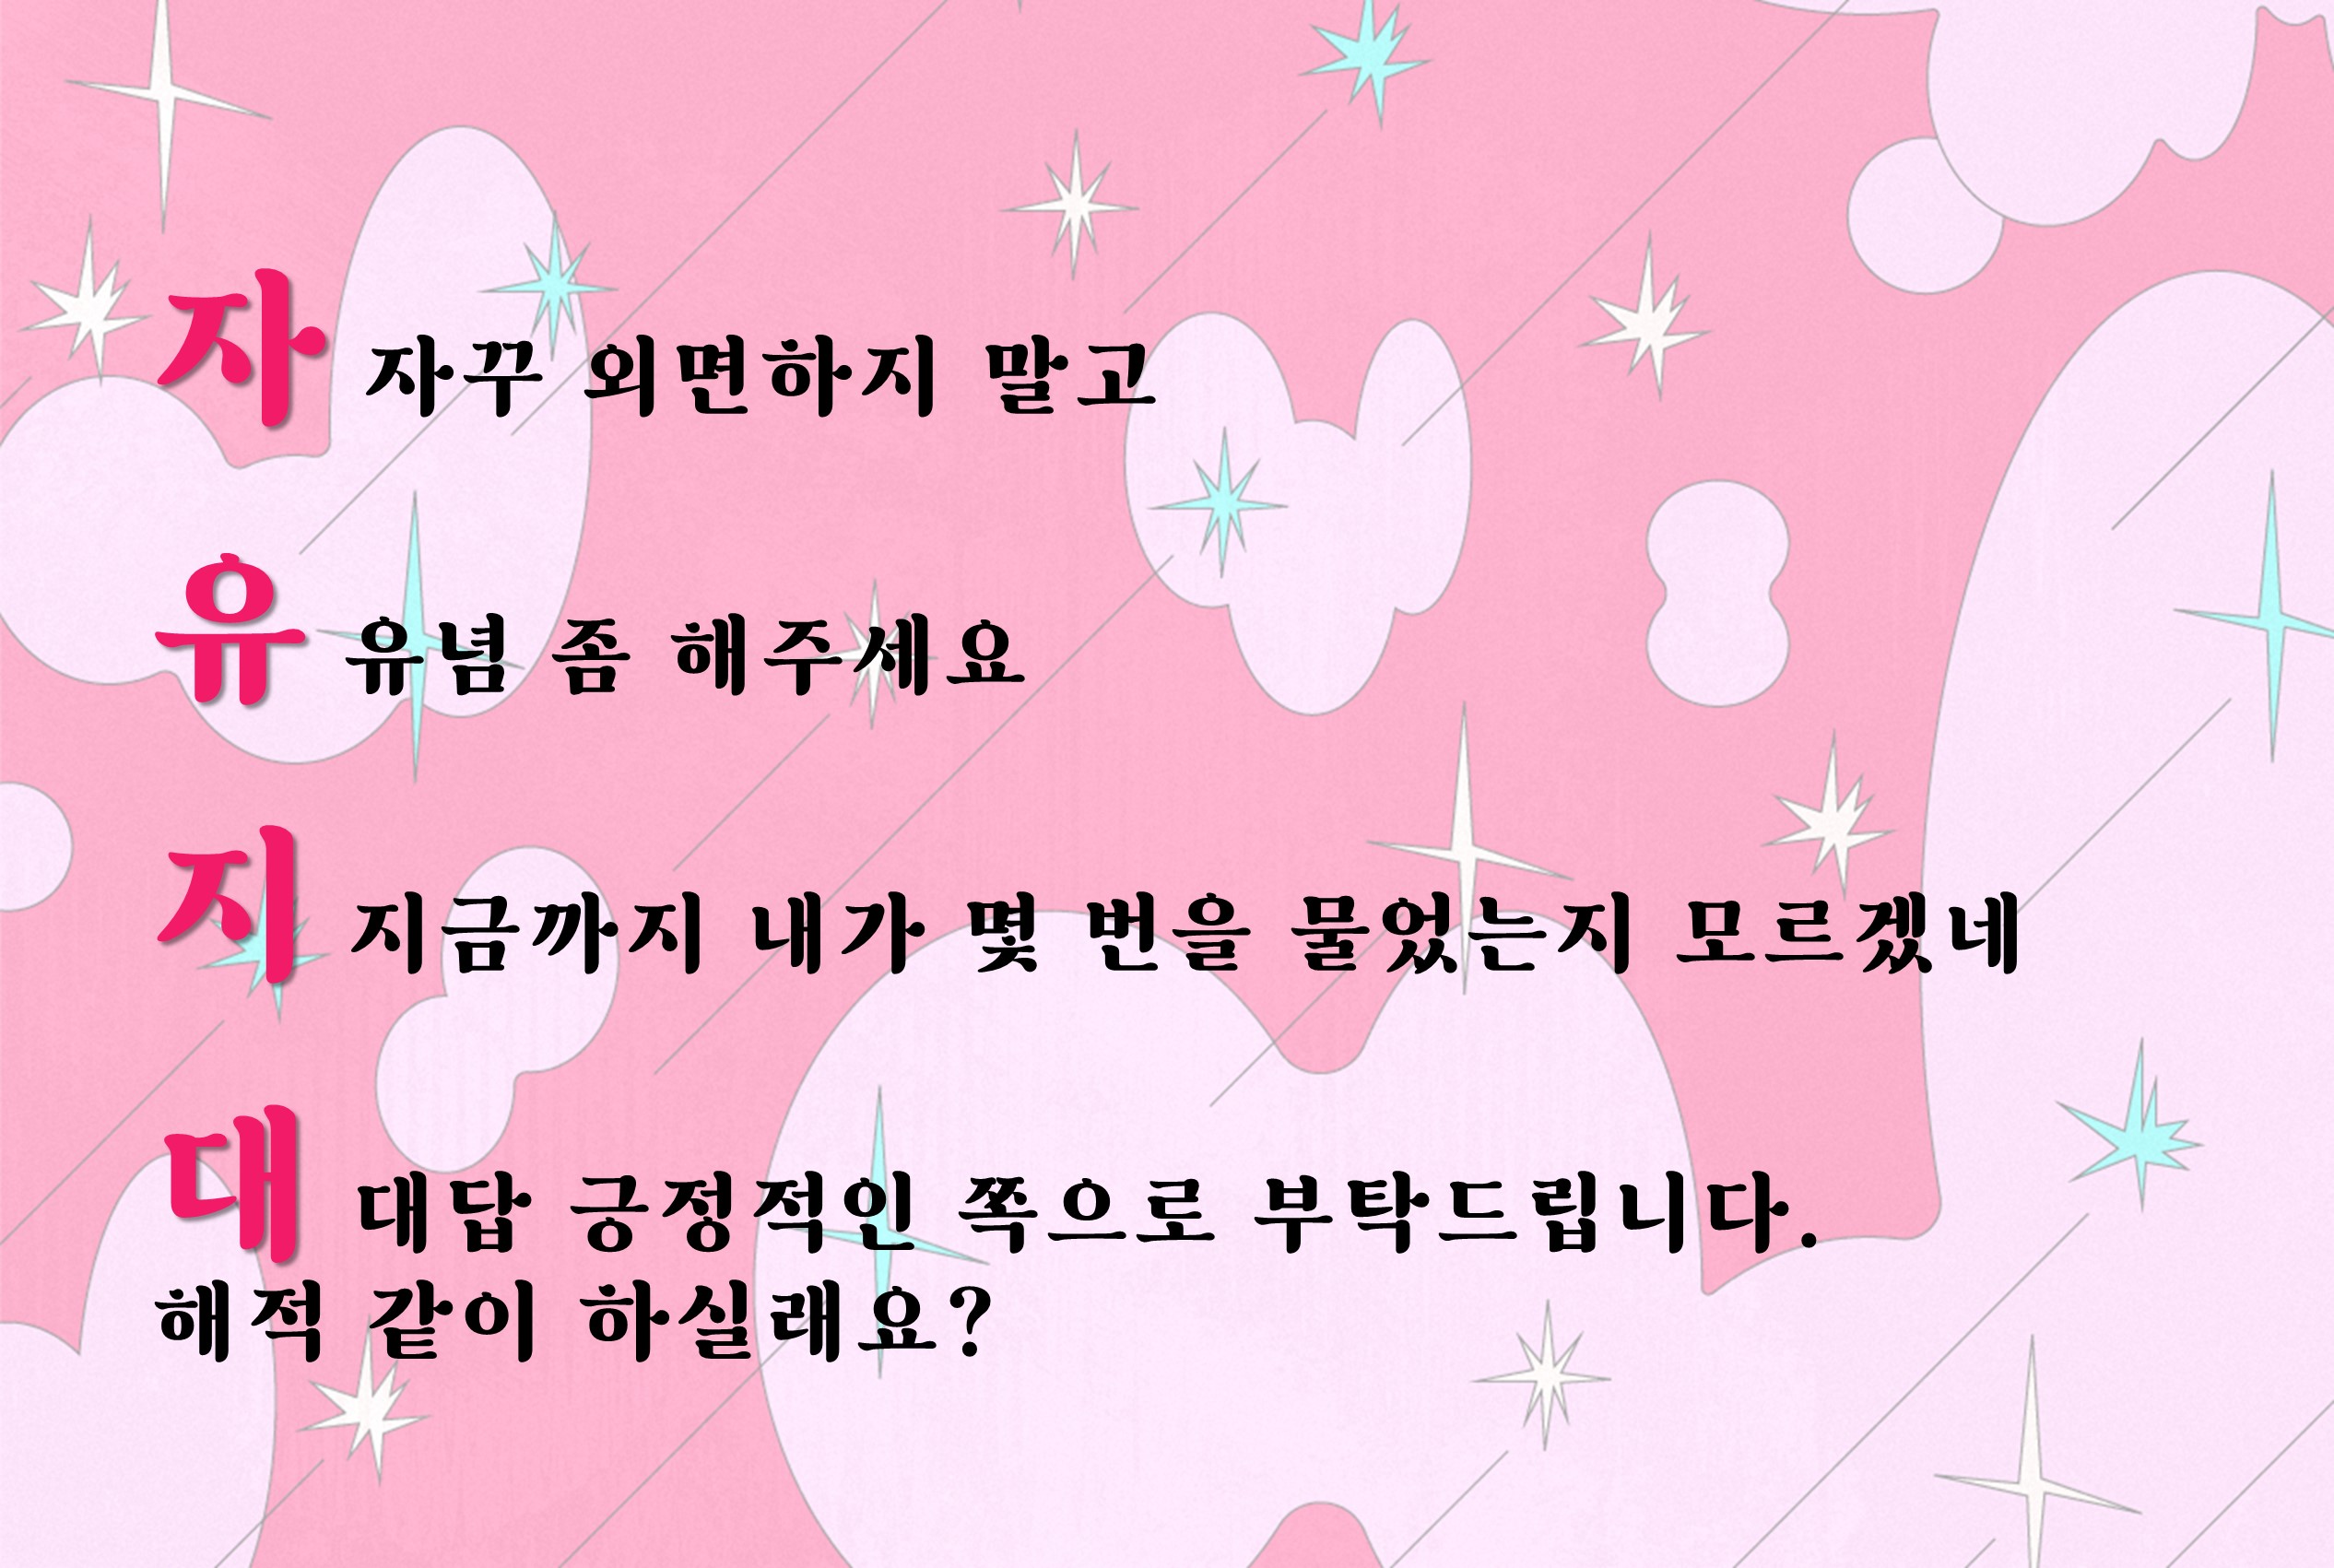 자 자꾸 외면하지 말고
유 유념 좀 해주세요
지 지금까지 내가 몇 번을 물었는지 모르겠네
대 대답 긍정적인 쪽으로 부탁드립니다.
해적 같이 하실래요?